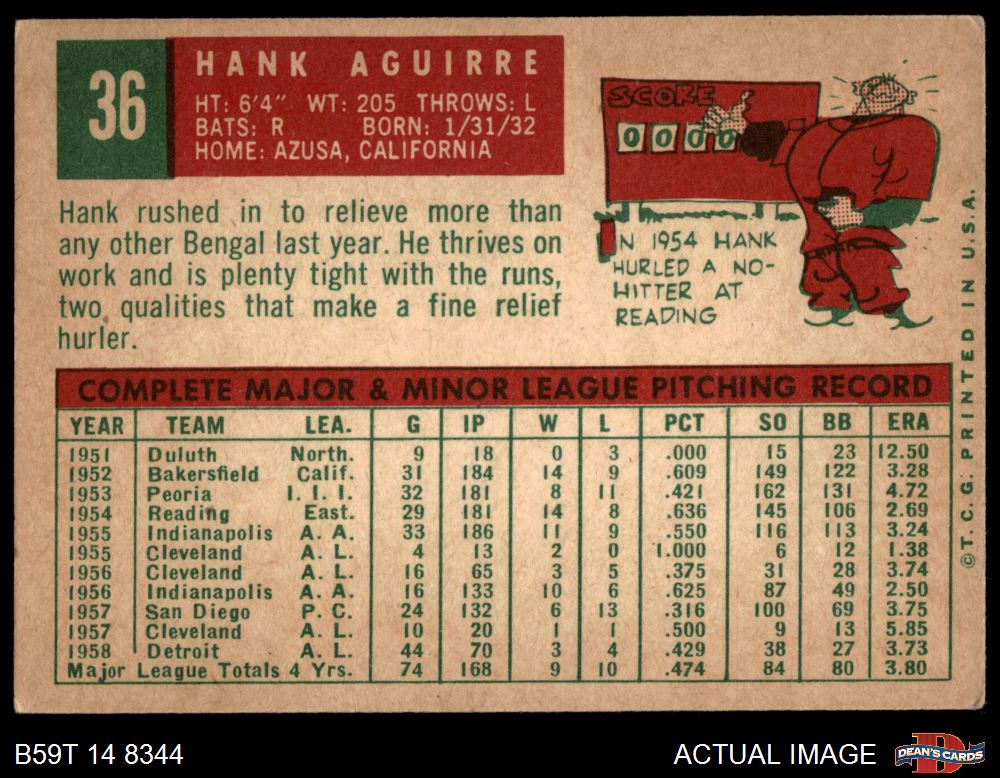 36
HANK AGUIRRE
HT: 6'4" WT: 205 THROWS: L
BATS: R BORN: 1/31/32
HOME: AZUSA, CALIFORNIA
Hank rushed in to relieve more than
any other Bengal last year. He thrives on
work and is plenty tight with the runs,
two qualities that make a fine relief
hurler.
SCORE
0 0 0 0
IN 1954 HANK
HURLED A NO-
HITTER AT
READING
COMPLETE MAJOR & MINOR LEAGUE PITCHING RECORD
YEAR TEAM LEA. G IP W L PCT SO BB ERA
1951 Duluth North. 9 18 0 3 .000 15 23 12.50
1952 Bakersfield Calif. 31 184 14 9 .609 149 122 3.28
1953 Peoria I. I. I. 32 181 8 11 .421 162 131 4.72
1954 Reading East. 29 181 14 8 .636 145 106 2.69
1955 Indianapolis A. A. 33 186 11 9 .550 116 113 3.24
1955 Cleveland A. L. 4 13 2 0 1.000 6 12 1.38
1956 Cleveland A. L. 16 65 3 5 .375 31 28 3.74
1956 Indianapolis A. A. 16 133 10 6 .625 87 49 2.50
1957 San Diego P. C. 24 132 6 13 .316 100 69 3.75
1957 Cleveland A. L. 10 20 1 1 .500 9 13 5.85
1958 Detroit A. L. 44 70 3 4 .429 38 27 3.73
Major League Totals 4 Yrs. 74 168 9 10 .474 84 80 3.80
©T. C. G. PRINTED IN U.S.A.
B59T 14 8344
ACTUAL IMAGE
DEAN'S CARDS